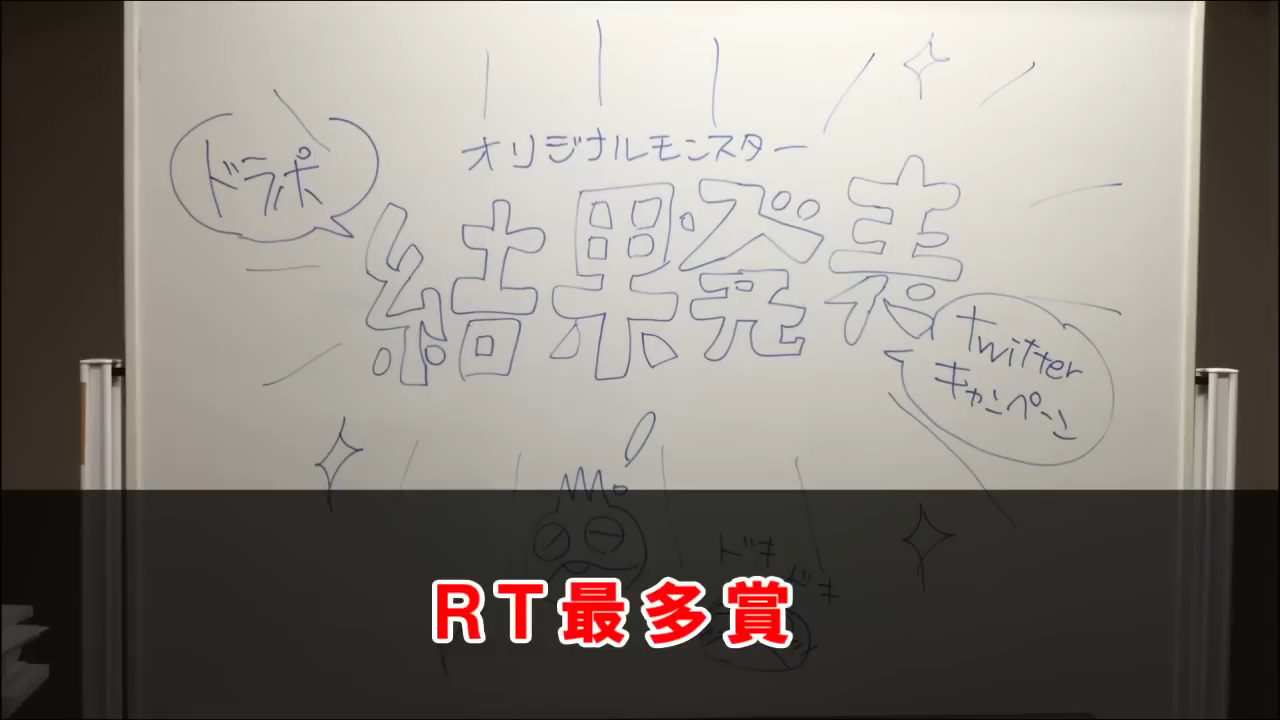 オリジナルモンスター
ドラポ
結果発表
twitter
キャンペーン
ドキ
ドキ
RT最多賞